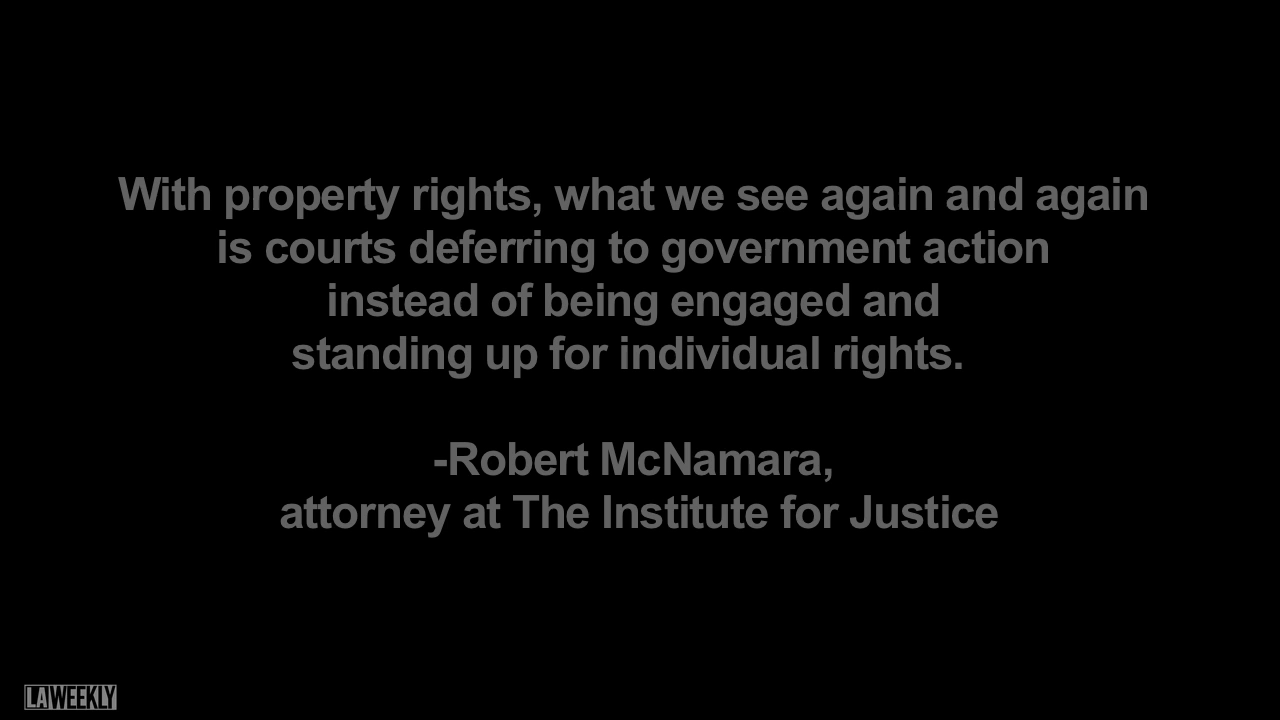 With property rights, what we see again and again
is courts deferring to government action
instead of being engaged and
standing up for individual rights.
-Robert McNamara,
attorney at The Institute for Justice
LA WEEKLY